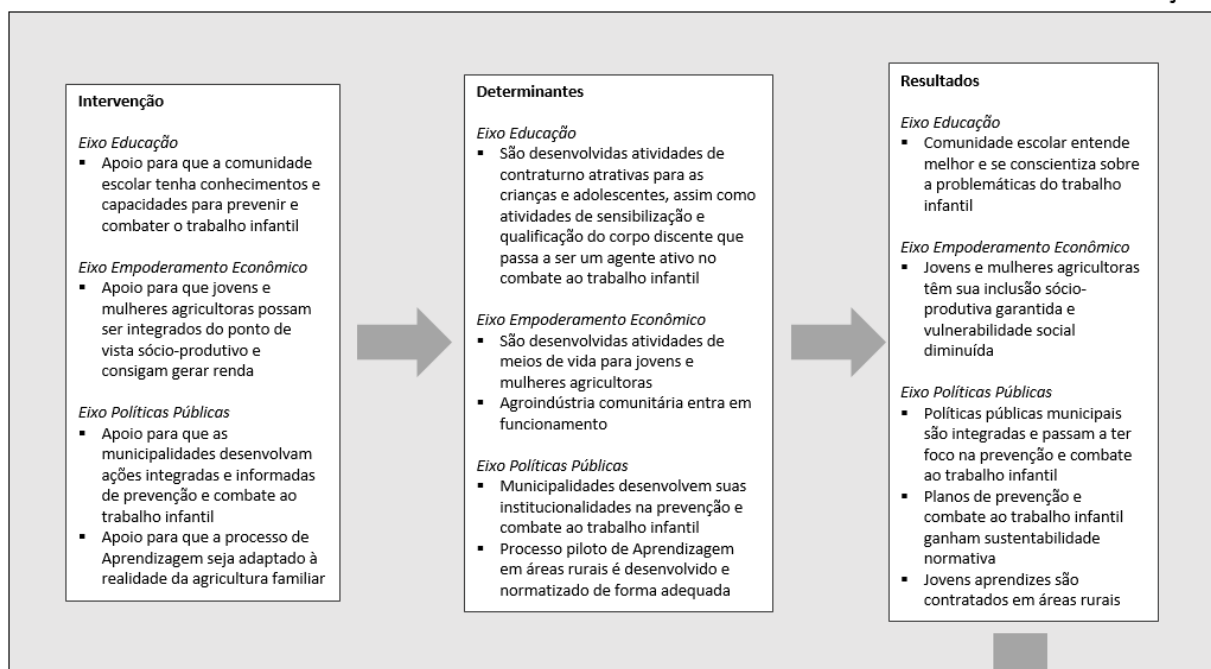 Intervenção
Eixo Educação
▪ Apoio para que a comunidade
escolar tenha conhecimentos e
capacidades para prevenir e
combater o trabalho infantil
Eixo Empoderamento Econômico
▪ Apoio para que jovens e
mulheres agricultoras possam
ser integrados do ponto de
vista sócio-produtivo e
consigam gerar renda
Eixo Políticas Públicas
▪ Apoio para que as
municipalidades desenvolvam
ações integradas e informadas
de prevenção e combate ao
trabalho infantil
▪ Apoio para que a processo de
Aprendizagem seja adaptado à
realidade da agricultura familiar
Determinantes
Eixo Educação
▪ São desenvolvidas atividades de
contraturno atrativas para as
crianças e adolescentes, assim como
atividades de sensibilização e
qualificação do corpo discente que
passa a ser um agente ativo no
combate ao trabalho infantil
Eixo Empoderamento Econômico
▪ São desenvolvidas atividades de
meios de vida para jovens e
mulheres agricultoras
▪ Agroindústria comunitária entra em
funcionamento
Eixo Políticas Públicas
▪ Municipalidades desenvolvem suas
institucionalidades na prevenção e
combate ao trabalho infantil
▪ Processo piloto de Aprendizagem
em áreas rurais é desenvolvido e
normatizado de forma adequada
Resultados
Eixo Educação
▪ Comunidade escolar entende
melhor e se conscientiza sobre
a problemáticas do trabalho
infantil
Eixo Empoderamento Econômico
▪ Jovens e mulheres agricultoras
têm sua inclusão sócio-
produtiva garantida e
vulnerabilidade social
diminuída
Eixo Políticas Públicas
▪ Políticas públicas municipais
são integradas e passam a ter
foco na prevenção e combate
ao trabalho infantil
▪ Planos de prevenção e
combate ao trabalho infantil
ganham sustentabilidade
normativa
▪ Jovens aprendizes são
contratados em áreas rurais